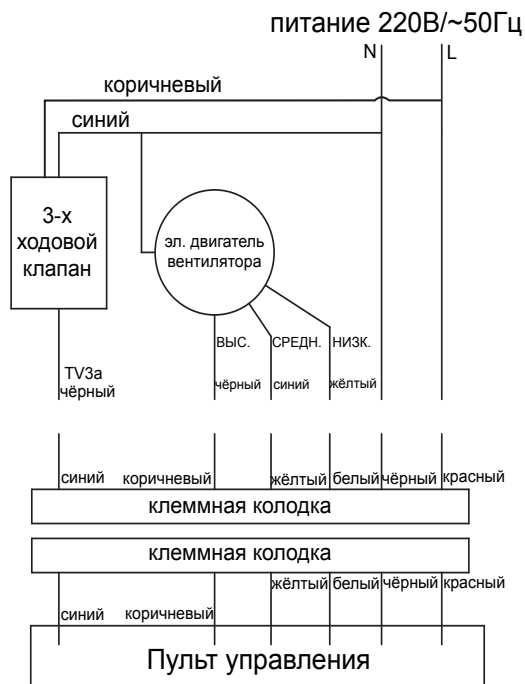 питание 220В/~50Гц
N L
коричневый
синий
3-х
ходовой
клапан
эл. двигатель
вентилятора
ВЫС. СРЕДН. НИЗК.
TV3a
чёрный
чёрный синий жёлтый
синий коричневый жёлтый белый чёрный красный
клеммная колодка
клеммная колодка
жёлтый белый чёрный красный
синий коричневый
Пульт управления